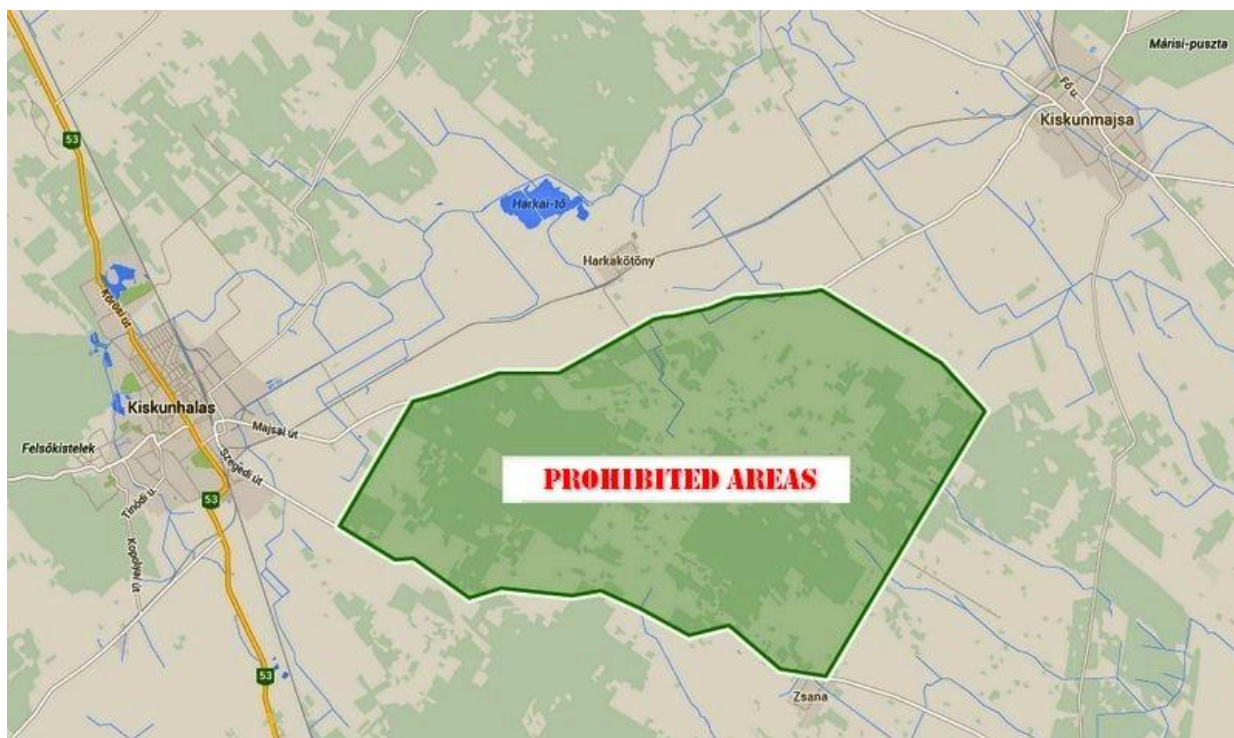 Márisi-puszta
Fő u.
Kiskunmajsa
53
Harkai-tó
Harkakötöny
Kőrösi út
Kiskunhalas
Majsai út
Felsőkistelek
Szegedi út
PROHIBITED AREAS
Tinódi u.
53
Kopolyai út
53
Zsana